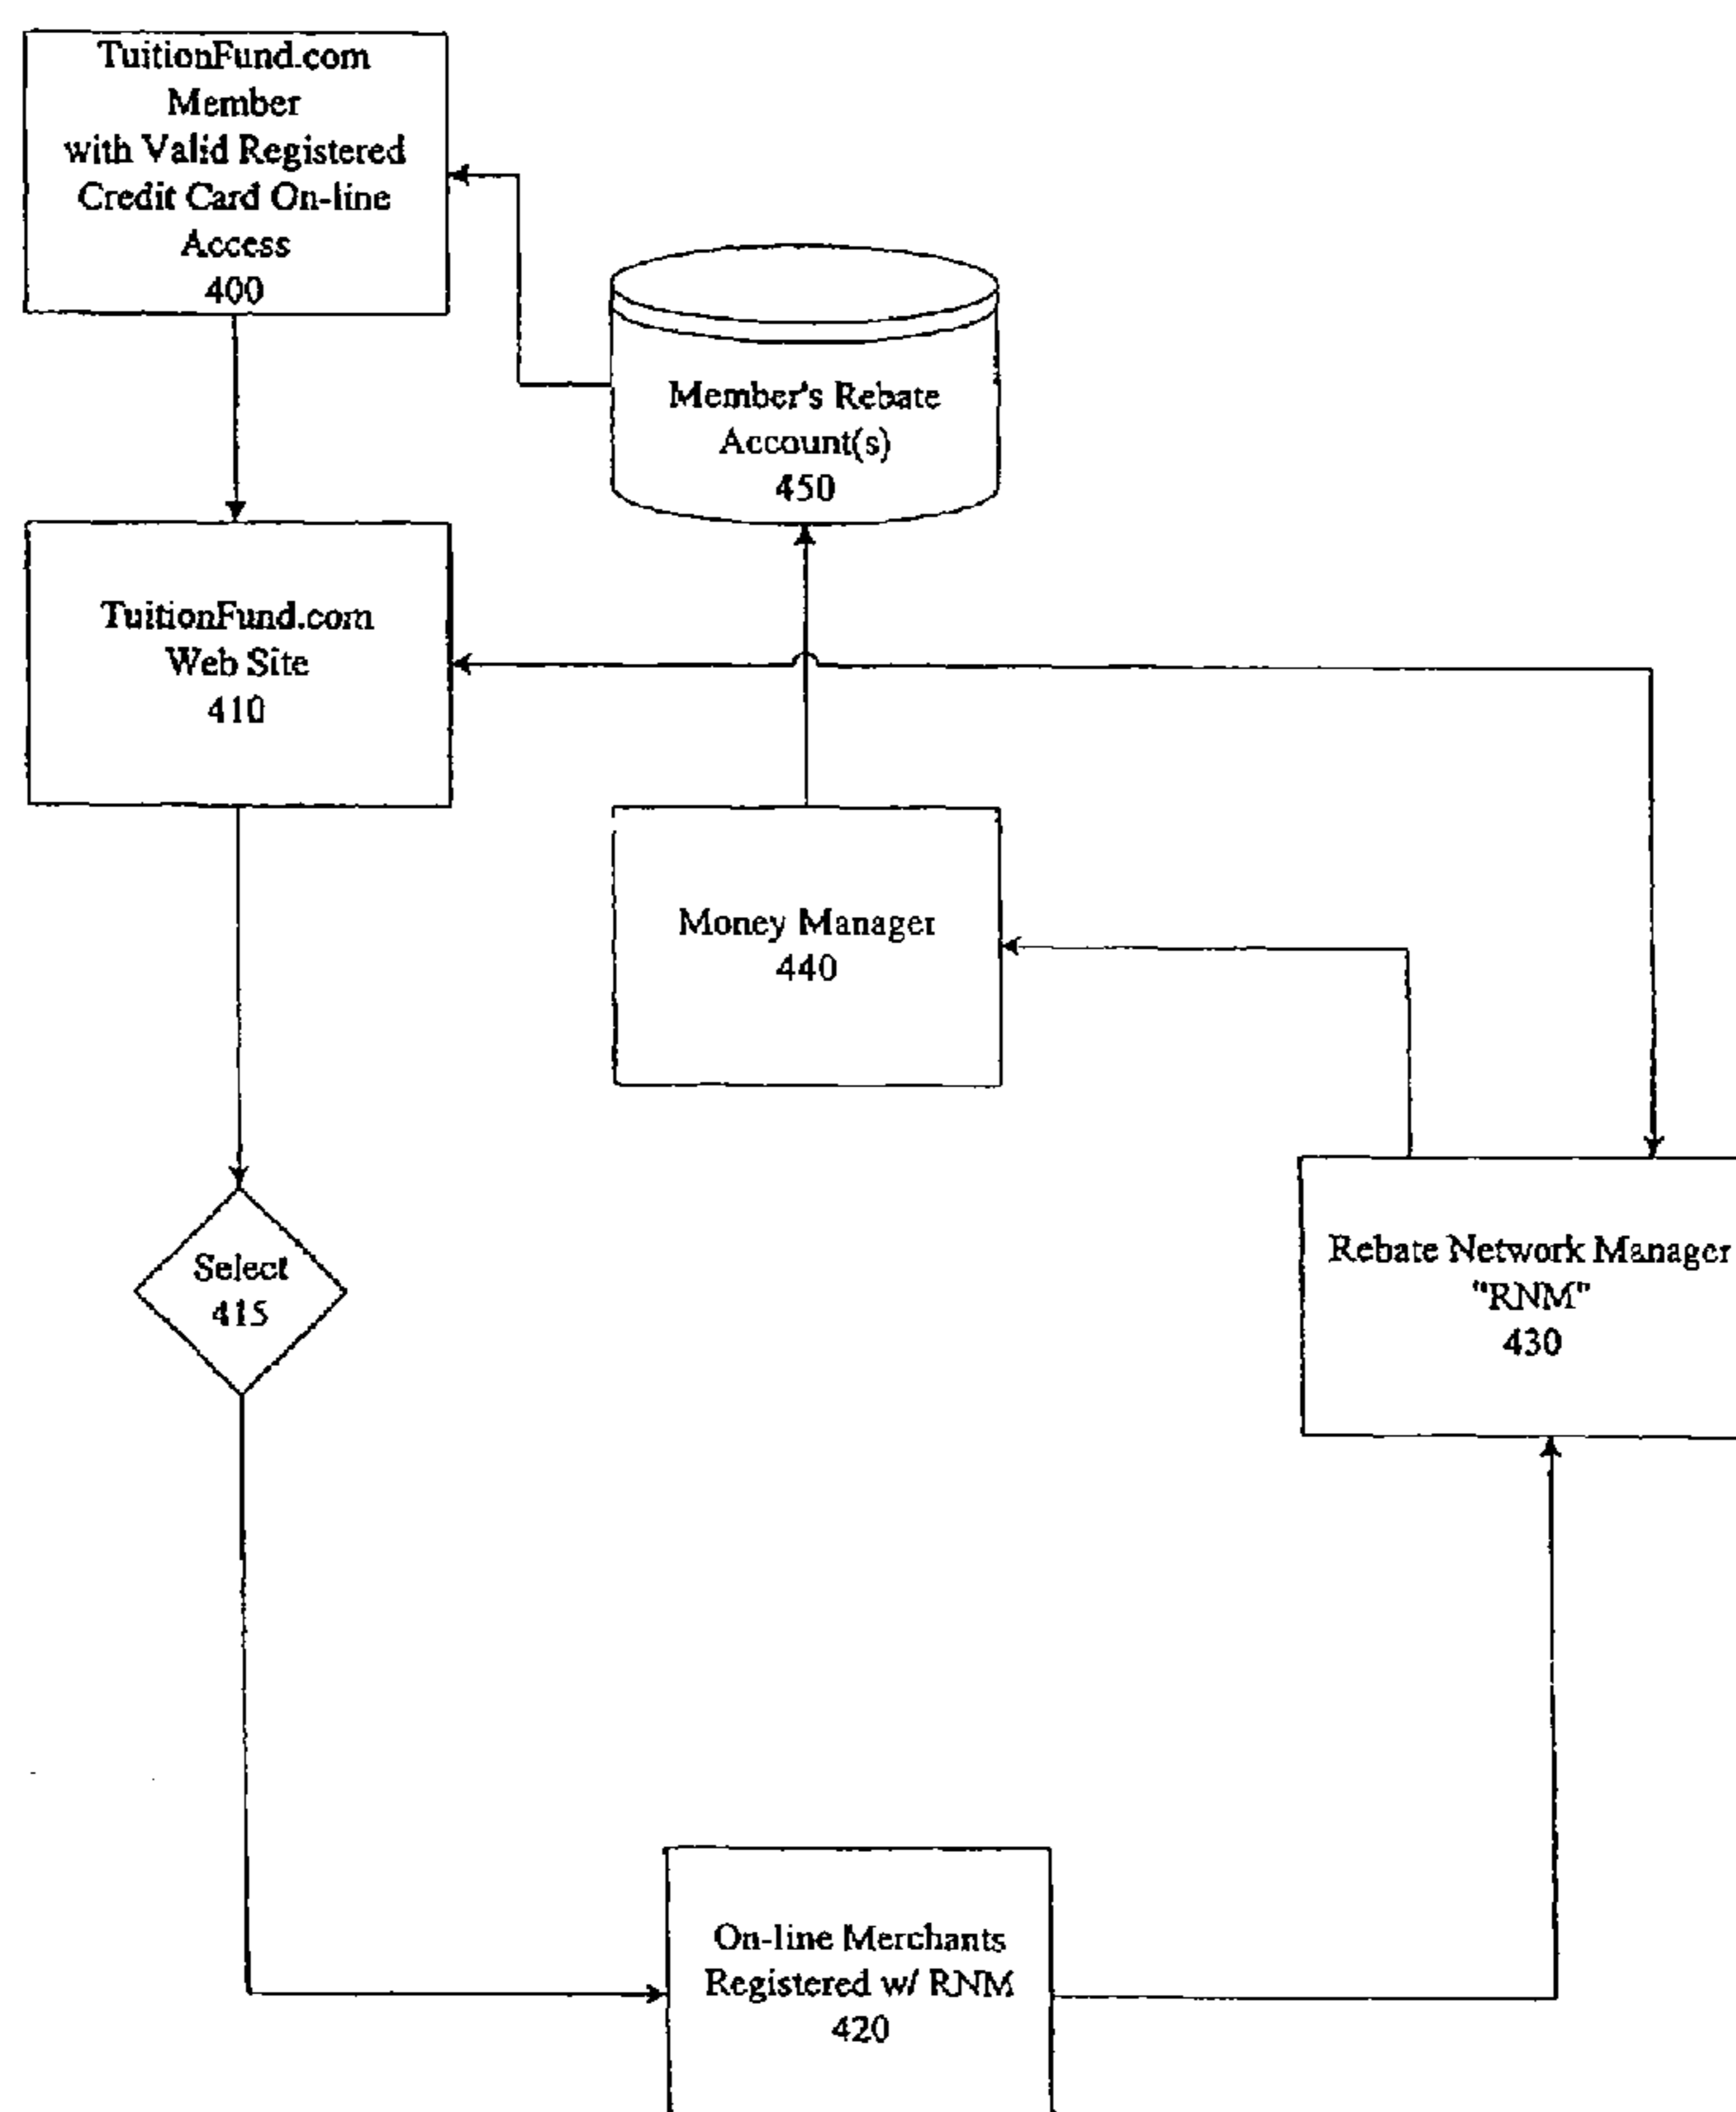 TuitionFund.com
Member
with Valid Registered
Credit Card On-line
Access
400
Member's Rebate
Account(s)
450
TuitionFund.com
Web Site
410
Money Manager
440
Select
415
Rebate Network Manager
"RNM"
430
On-line Merchants
Registered w/ RNM
420